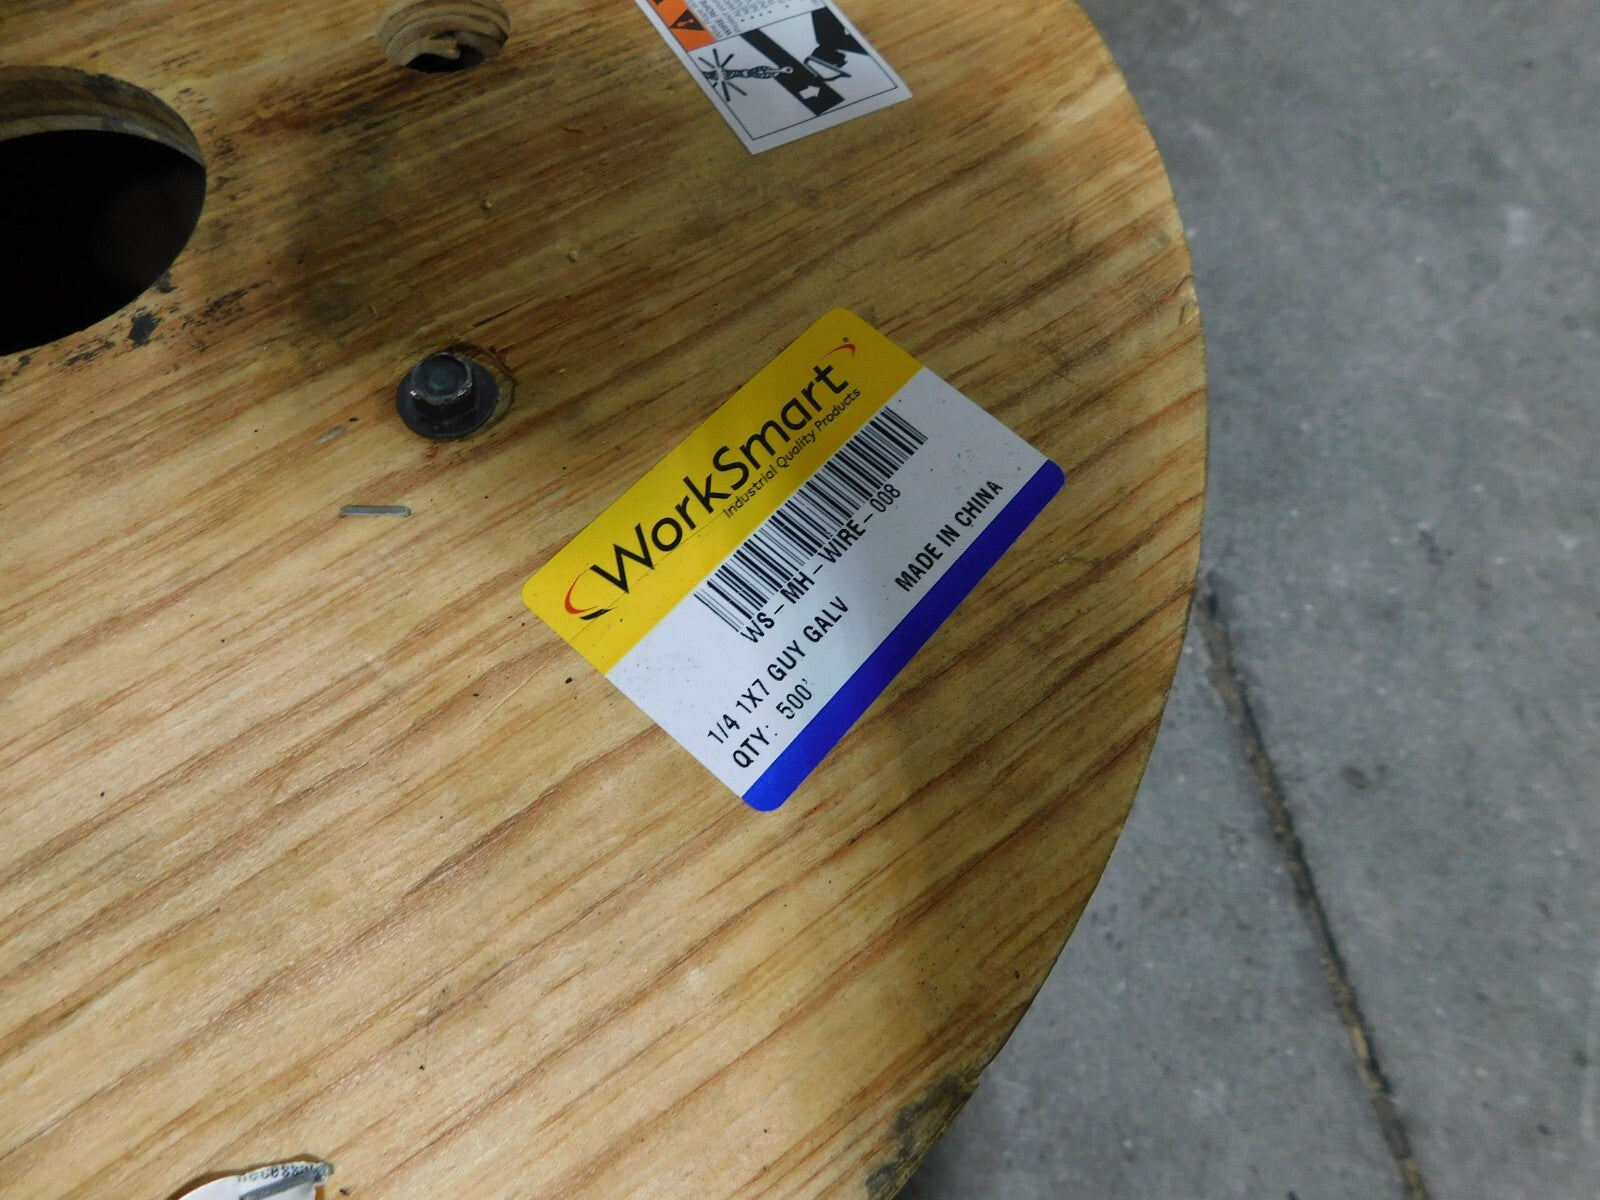 WorkSmart®
Industrial Quality Products
WS-MH-WIRE-008
1/4 1X7 GUY GALV
MADE IN CHINA
QTY: 500'